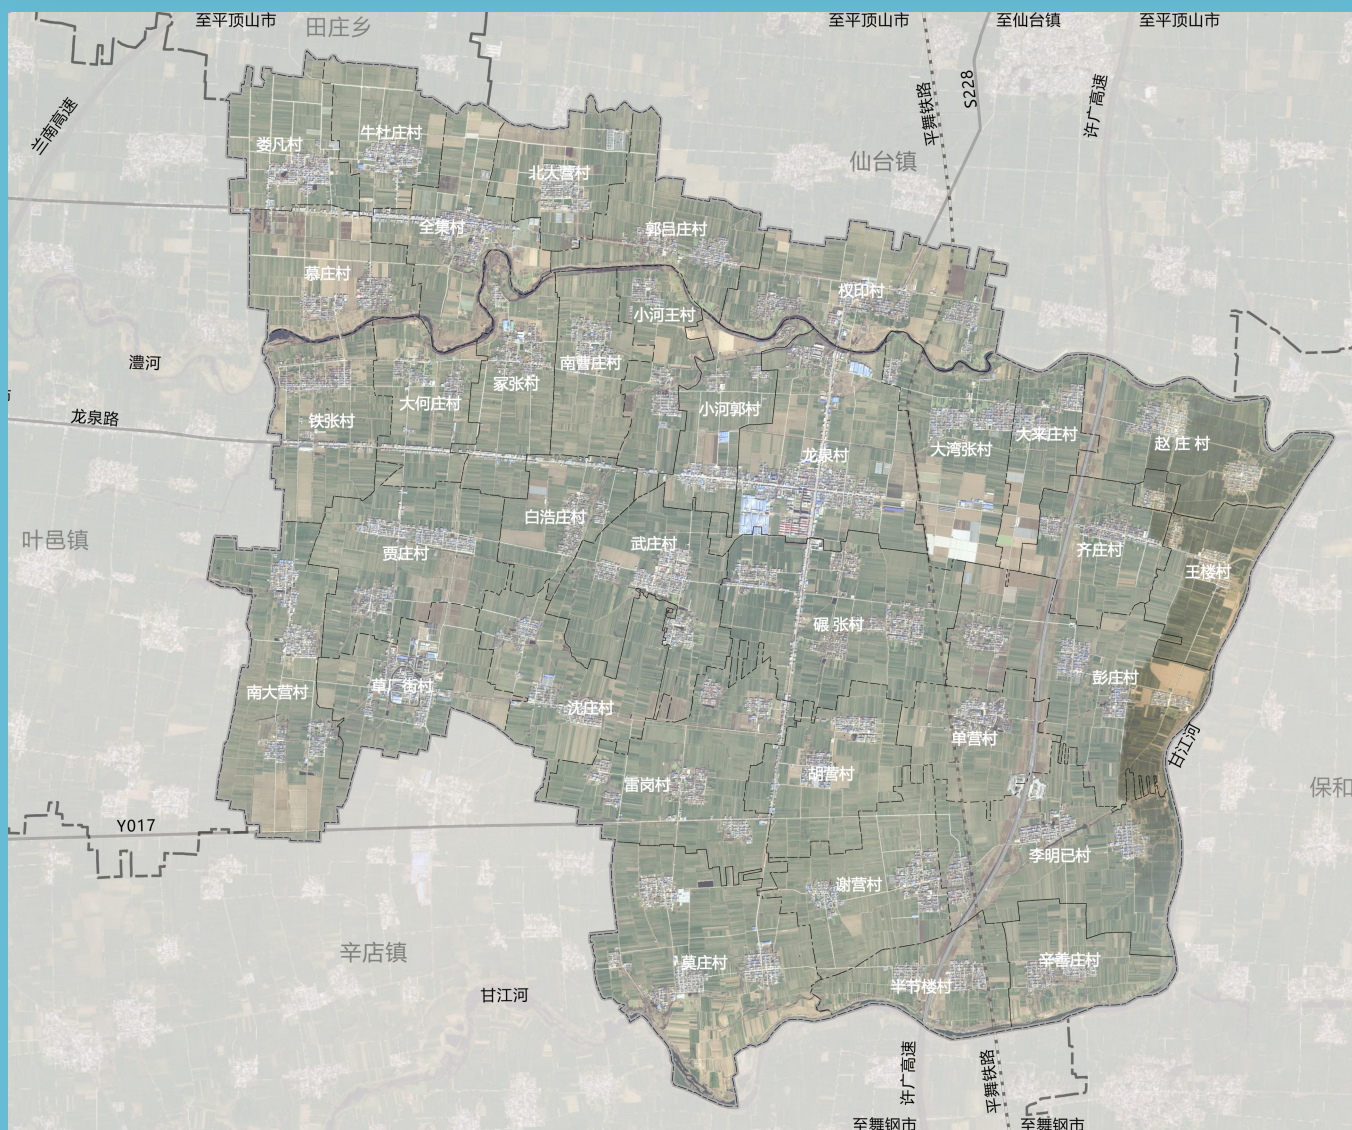 至平顶山市
田庄乡
至平顶山市
至仙台镇
至平顶山市
兰南高速
平舞铁路
S228
许广高速
娄凡村
牛杜庄村
北大营村
仙台镇
全集村
郭吕庄村
慕庄村
权印村
小河王村
澧河
南曹庄村
冢张村
大何庄村
小河郭村
龙泉路
铁张村
龙泉村
大湾张村
大来庄村
赵庄村
白浩庄村
叶邑镇
贾庄村
武庄村
齐庄村
王楼村
碾张村
南大营村
草厂街村
沈庄村
彭庄村
单营村
甘江河
雷岗村
胡营村
保和
Y017
李明已村
谢营村
辛店镇
莫庄村
半节楼村
辛善庄村
甘江河
许广高速
平舞铁路
至舞钢市
至舞钢市